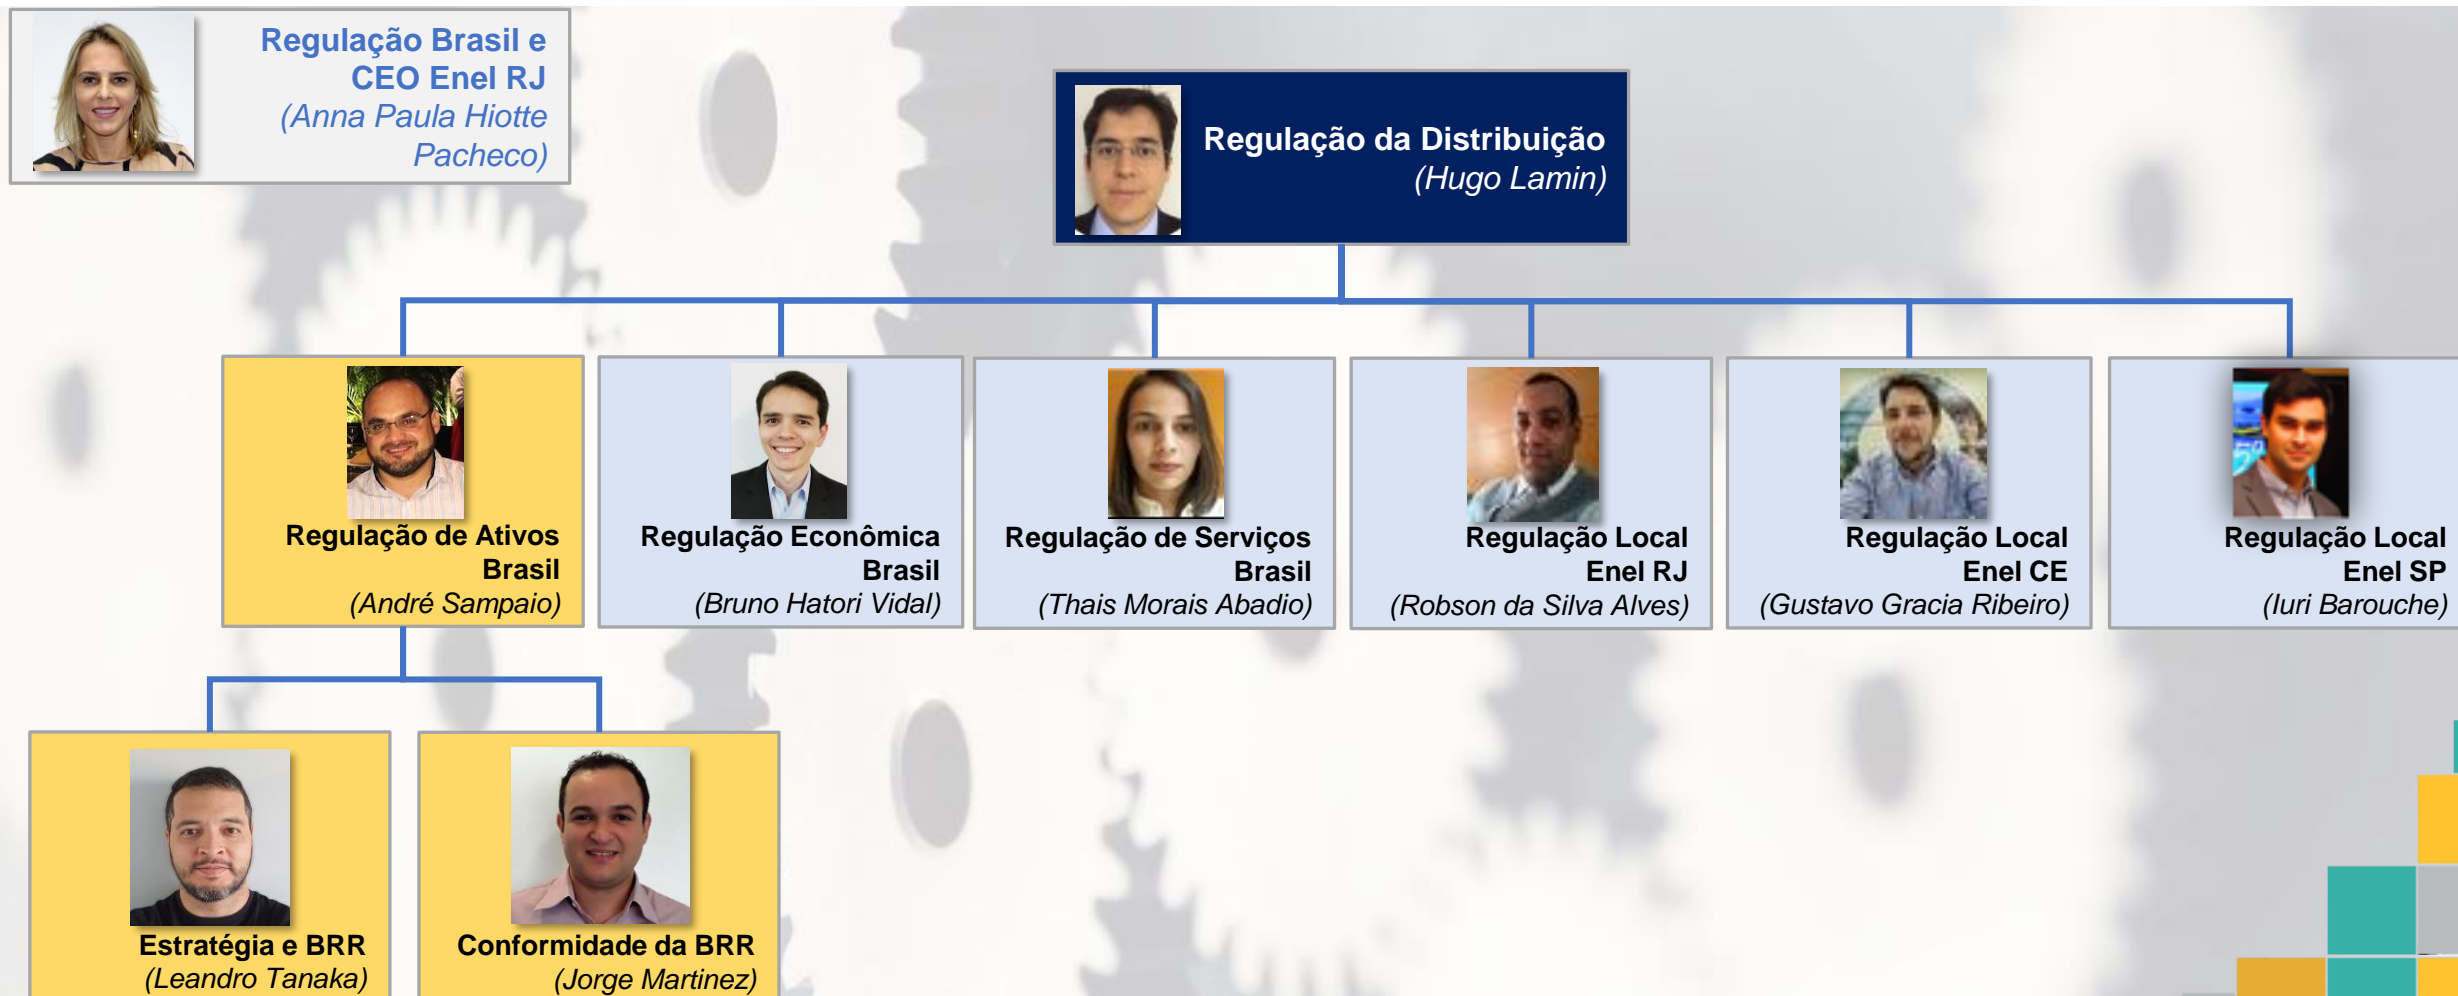 Regulação Brasil e
CEO Enel RJ
(Anna Paula Hiotte
Pacheco)
Regulação da Distribuição
(Hugo Lamin)
Regulação de Ativos
Brasil
(André Sampaio)
Regulação Econômica
Brasil
(Bruno Hatori Vidal)
Regulação de Serviços
Brasil
(Thais Morais Abadio)
Regulação Local
Enel RJ
(Robson da Silva Alves)
Regulação Local
Enel CE
(Gustavo Gracia Ribeiro)
Regulação Local
Enel SP
(Iuri Barouche)
Estratégia e BRR
(Leandro Tanaka)
Conformidade da BRR
(Jorge Martinez)